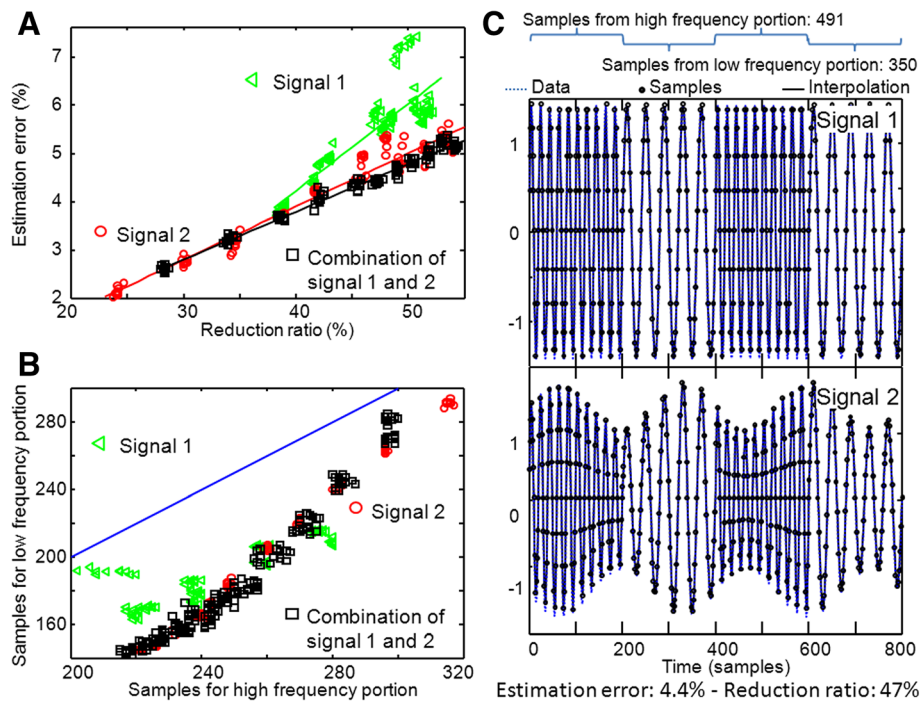 A
Estimation error (%)
7
6
5
4
3
2
Signal 1
Signal 2
Combination of
signal 1 and 2
20 30 40 50
Reduction ratio (%)
B
Samples for low frequency portion
280
240
200
160
Signal 1
Signal 2
Combination of
signal 1 and 2
200 240 280 320
Samples for high frequency portion
C
Samples from high frequency portion: 491
Samples from low frequency portion: 350
Data Samples Interpolation
Signal 1
1
0
-1
Signal 2
1
0
-1
0 200 400 600 800
Time (samples)
Estimation error: 4.4% - Reduction ratio: 47%